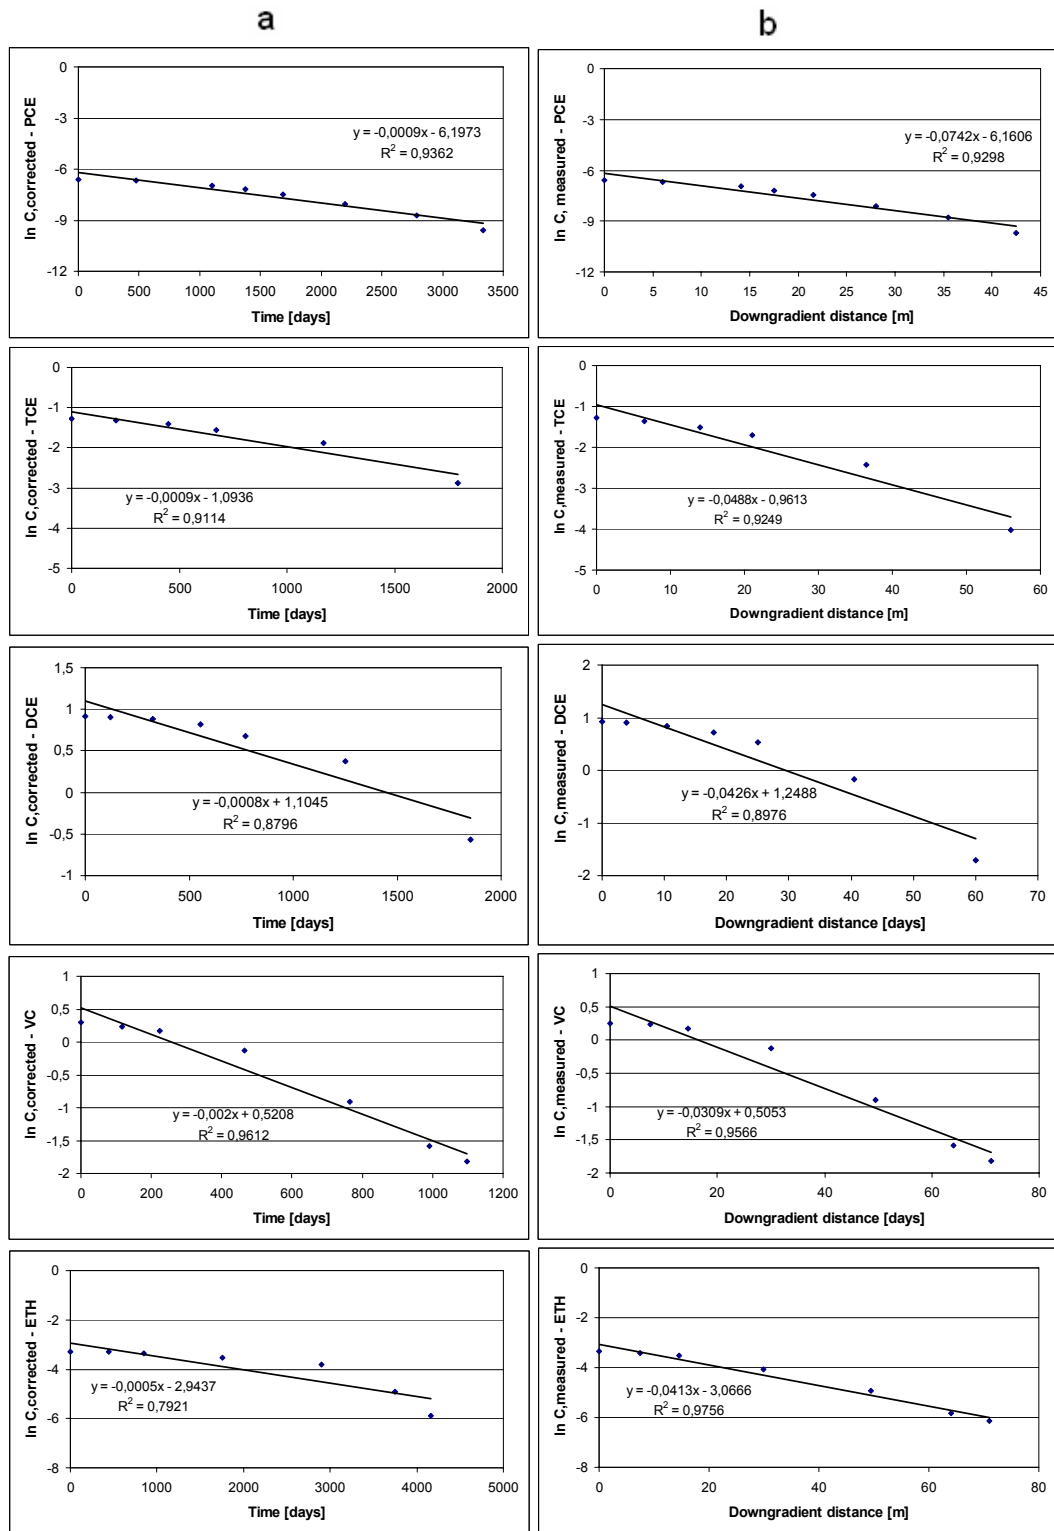 a
b
ln C,corrected - PCE
0
-3
-6
-9
-12
y = -0,0009x - 6,1973
R2 = 0,9362
0 500 1000 1500 2000 2500 3000 3500
Time [days]
ln C, measured - PCE
0
-3
-6
-9
-12
y = -0,0742x - 6,1606
R2 = 0,9298
0 5 10 15 20 25 30 35 40 45
Downgradient distance [m]
ln C,corrected - TCE
0
-1
-2
-3
-4
-5
y = -0,0009x - 1,0936
R2 = 0,9114
0 500 1000 1500 2000
Time [days]
ln C,measured - TCE
0
-1
-2
-3
-4
-5
y = -0,0488x - 0,9613
R2 = 0,9249
0 10 20 30 40 50 60
Downgradient distance [m]
ln C,corrected - DCE
1,5
1
0,5
0
-0,5
-1
y = -0,0008x + 1,1045
R2 = 0,8796
0 500 1000 1500 2000
Time [days]
ln C,measured - DCE
2
1
0
-1
-2
y = -0,0426x + 1,2488
R2 = 0,8976
0 10 20 30 40 50 60 70
Downgradient distance [days]
ln C,corrected - VC
1
0,5
0
-0,5
-1
-1,5
-2
y = -0,002x + 0,5208
R2 = 0,9612
0 200 400 600 800 1000 1200
Time [days]
ln C,measured - VC
1
0,5
0
-0,5
-1
-1,5
-2
y = -0,0309x + 0,5053
R2 = 0,9566
0 20 40 60 80
Downgradient distance [days]
ln C,corrected - ETH
0
-2
-4
-6
-8
y = -0,0005x - 2,9437
R2 = 0,7921
0 1000 2000 3000 4000 5000
Time [days]
ln C,measured - ETH
0
-2
-4
-6
-8
y = -0,0413x - 3,0666
R2 = 0,9756
0 20 40 60 80
Downgradient distance [m]